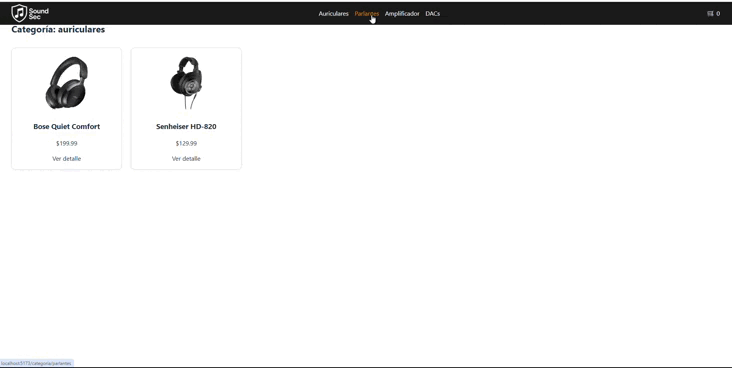 Sound
Sec
Auriculares Parlantes Amplificador DACs
0
Categoría: auriculares
Bose Quiet Comfort
$199.99
Ver detalle
Senheiser HD-820
$129.99
Ver detalle
localhost:5173/categoria/parlantes